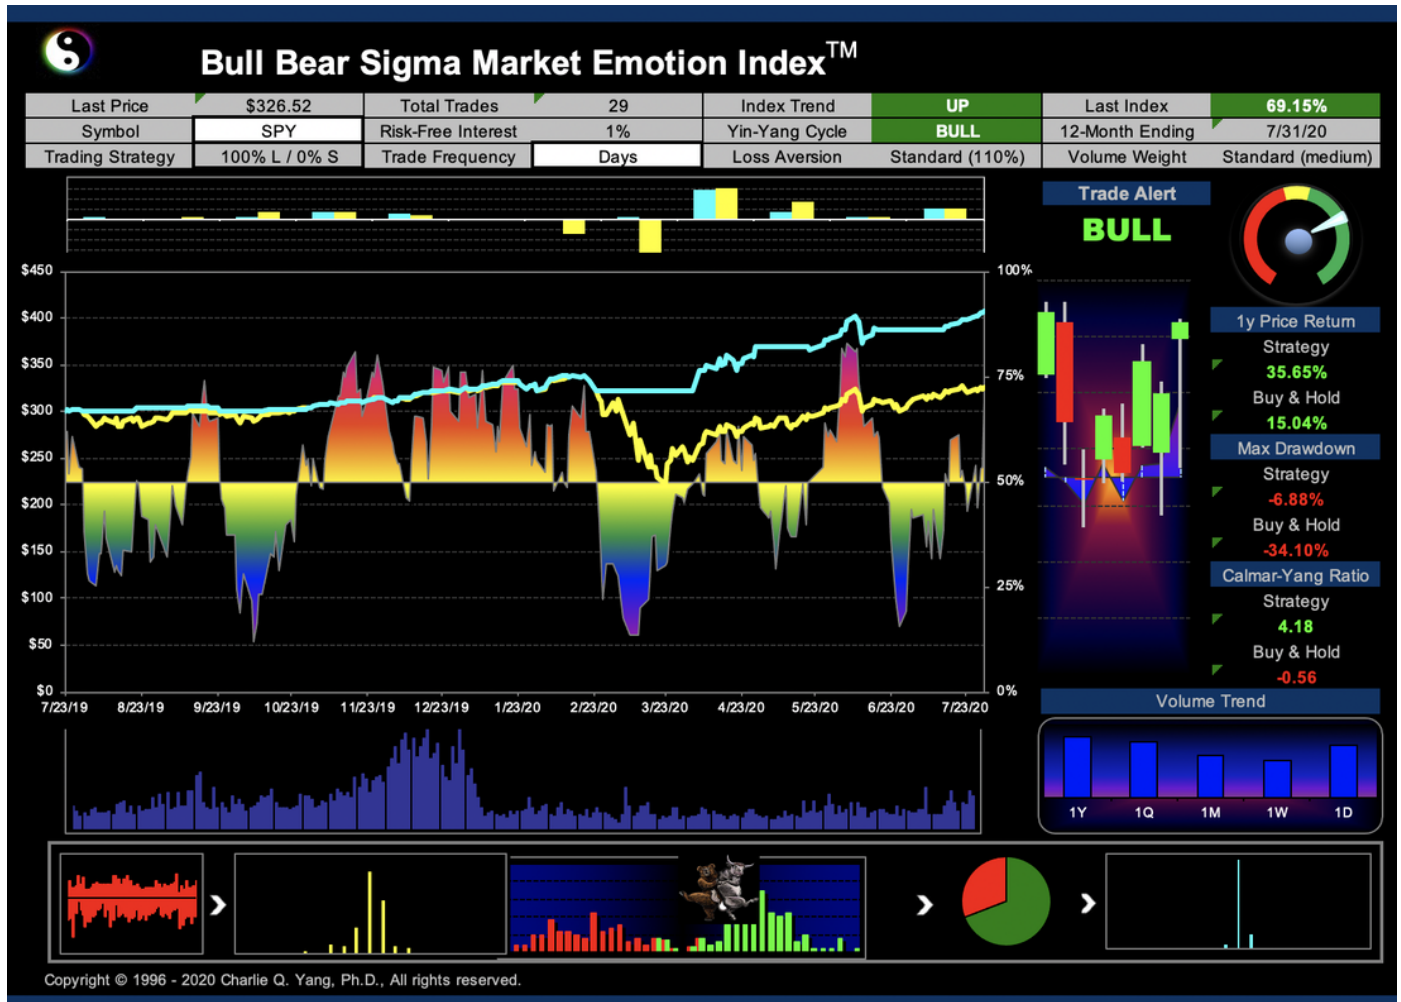 Bull Bear Sigma Market Emotion Index™
Last Price $326.52 Total Trades 29 Index Trend UP Last Index 69.15%
Symbol SPY Risk-Free Interest 1% Yin-Yang Cycle BULL 12-Month Ending 7/31/20
Trading Strategy 100% L / 0% S Trade Frequency Days Loss Aversion Standard (110%) Volume Weight Standard (medium)
Trade Alert
BULL
$450
$400
$350
$300
$250
$200
$150
$100
$50
$0
100%
75%
50%
25%
0%
7/23/19 8/23/19 9/23/19 10/23/19 11/23/19 12/23/19 1/23/20 2/23/20 3/23/20 4/23/20 5/23/20 6/23/20 7/23/20
1y Price Return
Strategy
35.65%
Buy & Hold
15.04%
Max Drawdown
Strategy
-6.88%
Buy & Hold
-34.10%
Calmar-Yang Ratio
Strategy
4.18
Buy & Hold
-0.56
Volume Trend
1Y 1Q 1M 1W 1D
Copyright © 1996 - 2020 Charlie Q. Yang, Ph.D., All rights reserved.